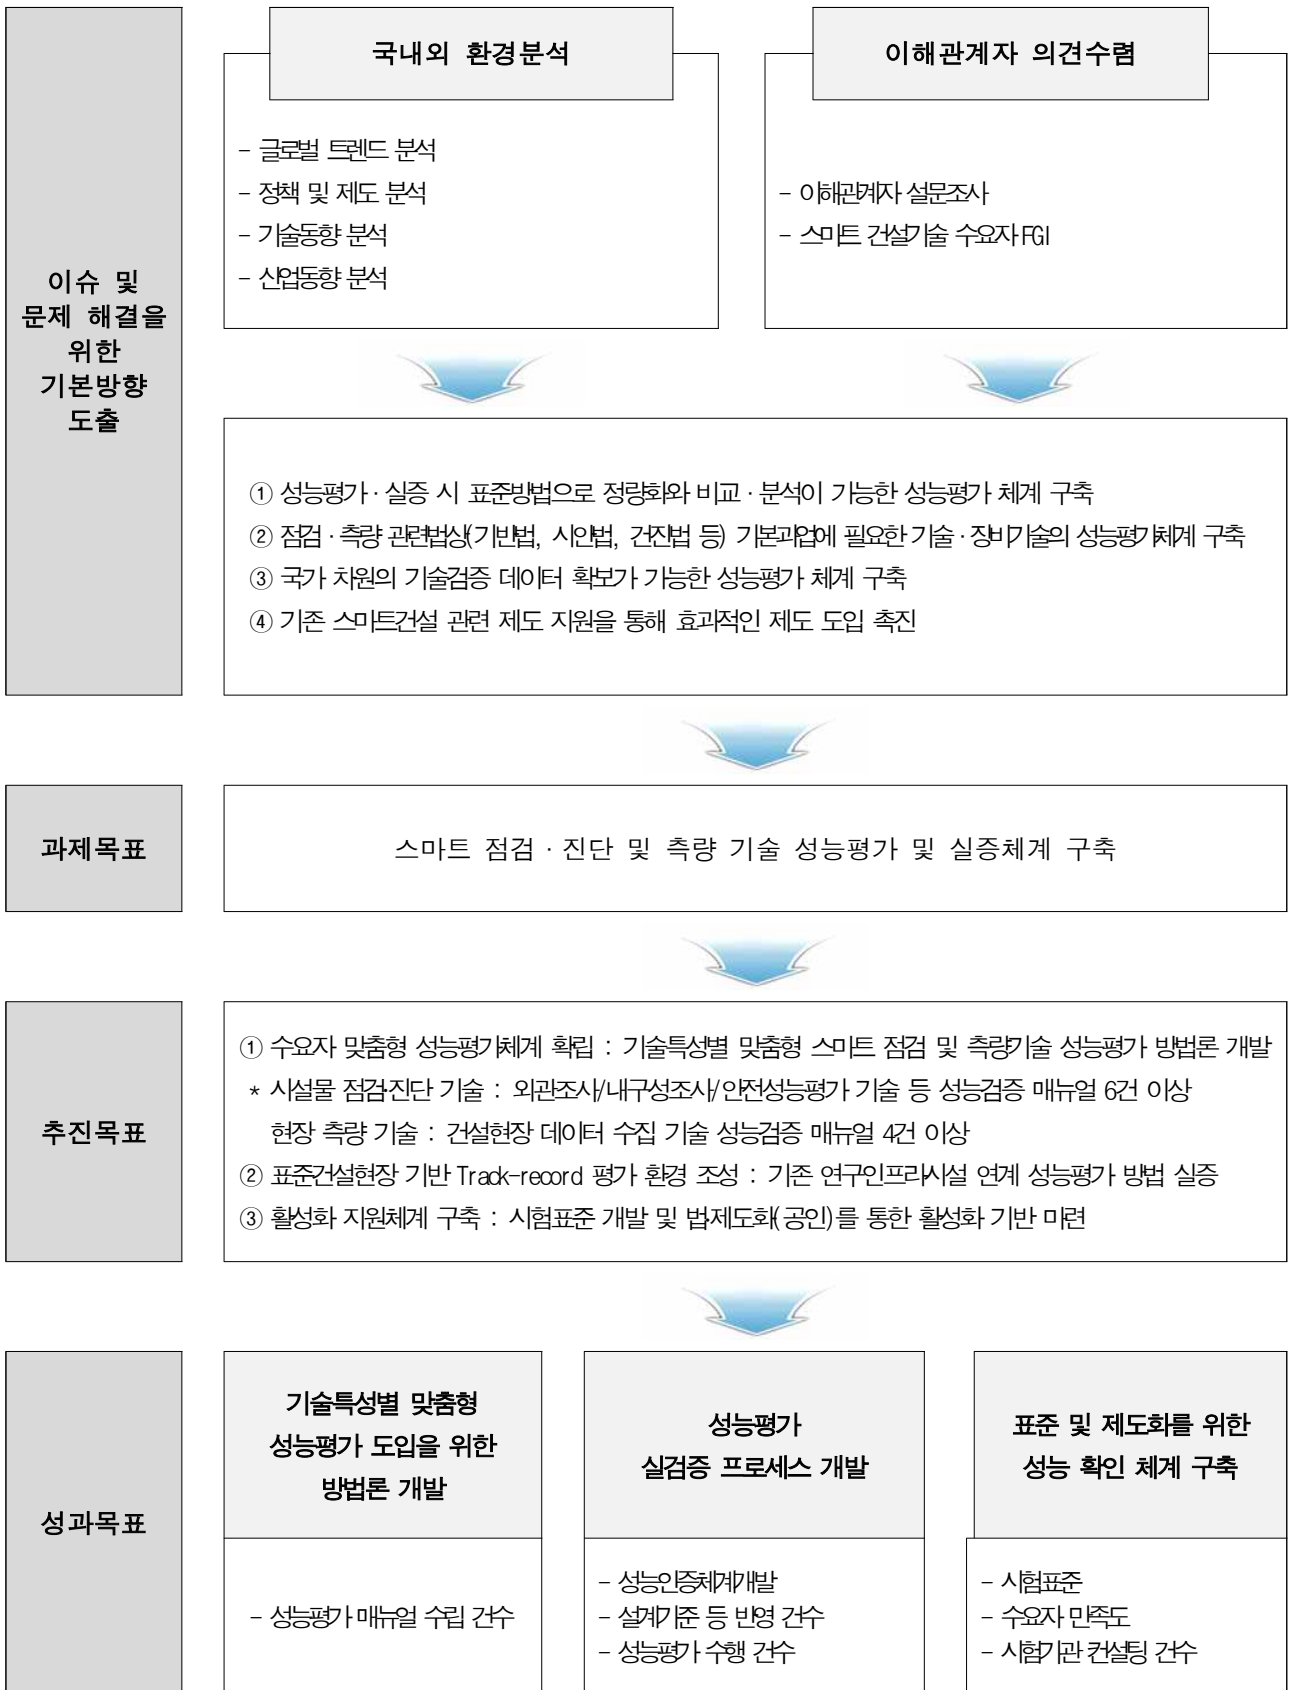 이슈 및
문제 해결을
위한
기본방향
도출
국내외 환경분석
- 글로벌 트렌드 분석
- 정책 및 제도 분석
- 기술동향 분석
- 산업동향 분석
이해관계자 의견수렴
- 이해관계자 설문조사
- 스마트 건설기술 수요자 FGI
① 성능평가·실증 시 표준방법으로 정량화와 비교·분석이 가능한 성능평가 체계 구축
② 점검·측량 관련법상(기반법, 시안법, 건진법 등) 기본과업에 필요한 기술·장비기술의 성능평가체계 구축
③ 국가 차원의 기술검증 데이터 확보가 가능한 성능평가 체계 구축
④ 기존 스마트건설 관련 제도 지원을 통해 효과적인 제도 도입 촉진
과제목표
스마트 점검·진단 및 측량 기술 성능평가 및 실증체계 구축
추진목표
① 수요자 맞춤형 성능평가체계 확립 : 기술특성별 맞춤형 스마트 점검 및 측량기술 성능평가 방법론 개발
* 시설물 점검·진단 기술 : 외관조사/내구성조사/안전성능평가 기술 등 성능검증 매뉴얼 6건 이상
현장 측량 기술 : 건설현장 데이터 수집 기술 성능검증 매뉴얼 4건 이상
② 표준건설현장 기반 Track-record 평가 환경 조성 : 기존 연구인프라시설 연계 성능평가 방법 실증
③ 활성화 지원체계 구축 : 시험표준 개발 및 법·제도화(공인)를 통한 활성화 기반 마련
성과목표
기술특성별 맞춤형
성능평가 도입을 위한
방법론 개발
- 성능평가 매뉴얼 수립 건수
성능평가
실검증 프로세스 개발
- 성능인증체계개발
- 설계기준 등 반영 건수
- 성능평가 수행 건수
표준 및 제도화를 위한
성능 확인 체계 구축
- 시험표준
- 수요자 만족도
- 시험기관 컨설팅 건수